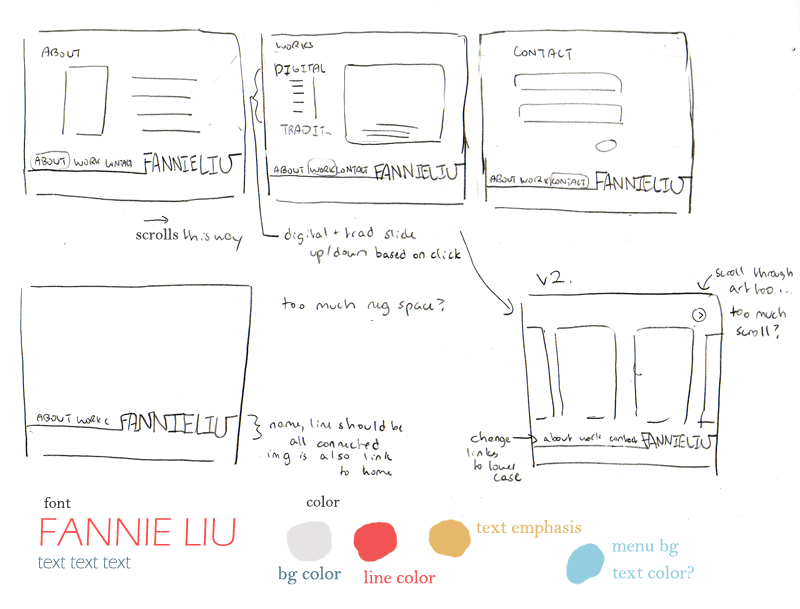 ABOUT
ABOUT WORK CONTACT FANNIELIU
WORKS
DIGITAL
TRADIT~
ABOUT WORK CONTACT FANNIELIU
CONTACT
ABOUT WORK CONTACT FANNIELIU
scrolls this way
digital + trad slide
up/down based on click
too much neg space?
ABOUT WORK C FANNIELIU
name, line should be
all connected
img is also link
to home
v2.
scroll through
art too...
too much
scroll?
change
links
to lower
case
about work contact FANNIELIU
font
FANNIE LIU
text text text
color
bg color
line color
text emphasis
menu bg
text color?